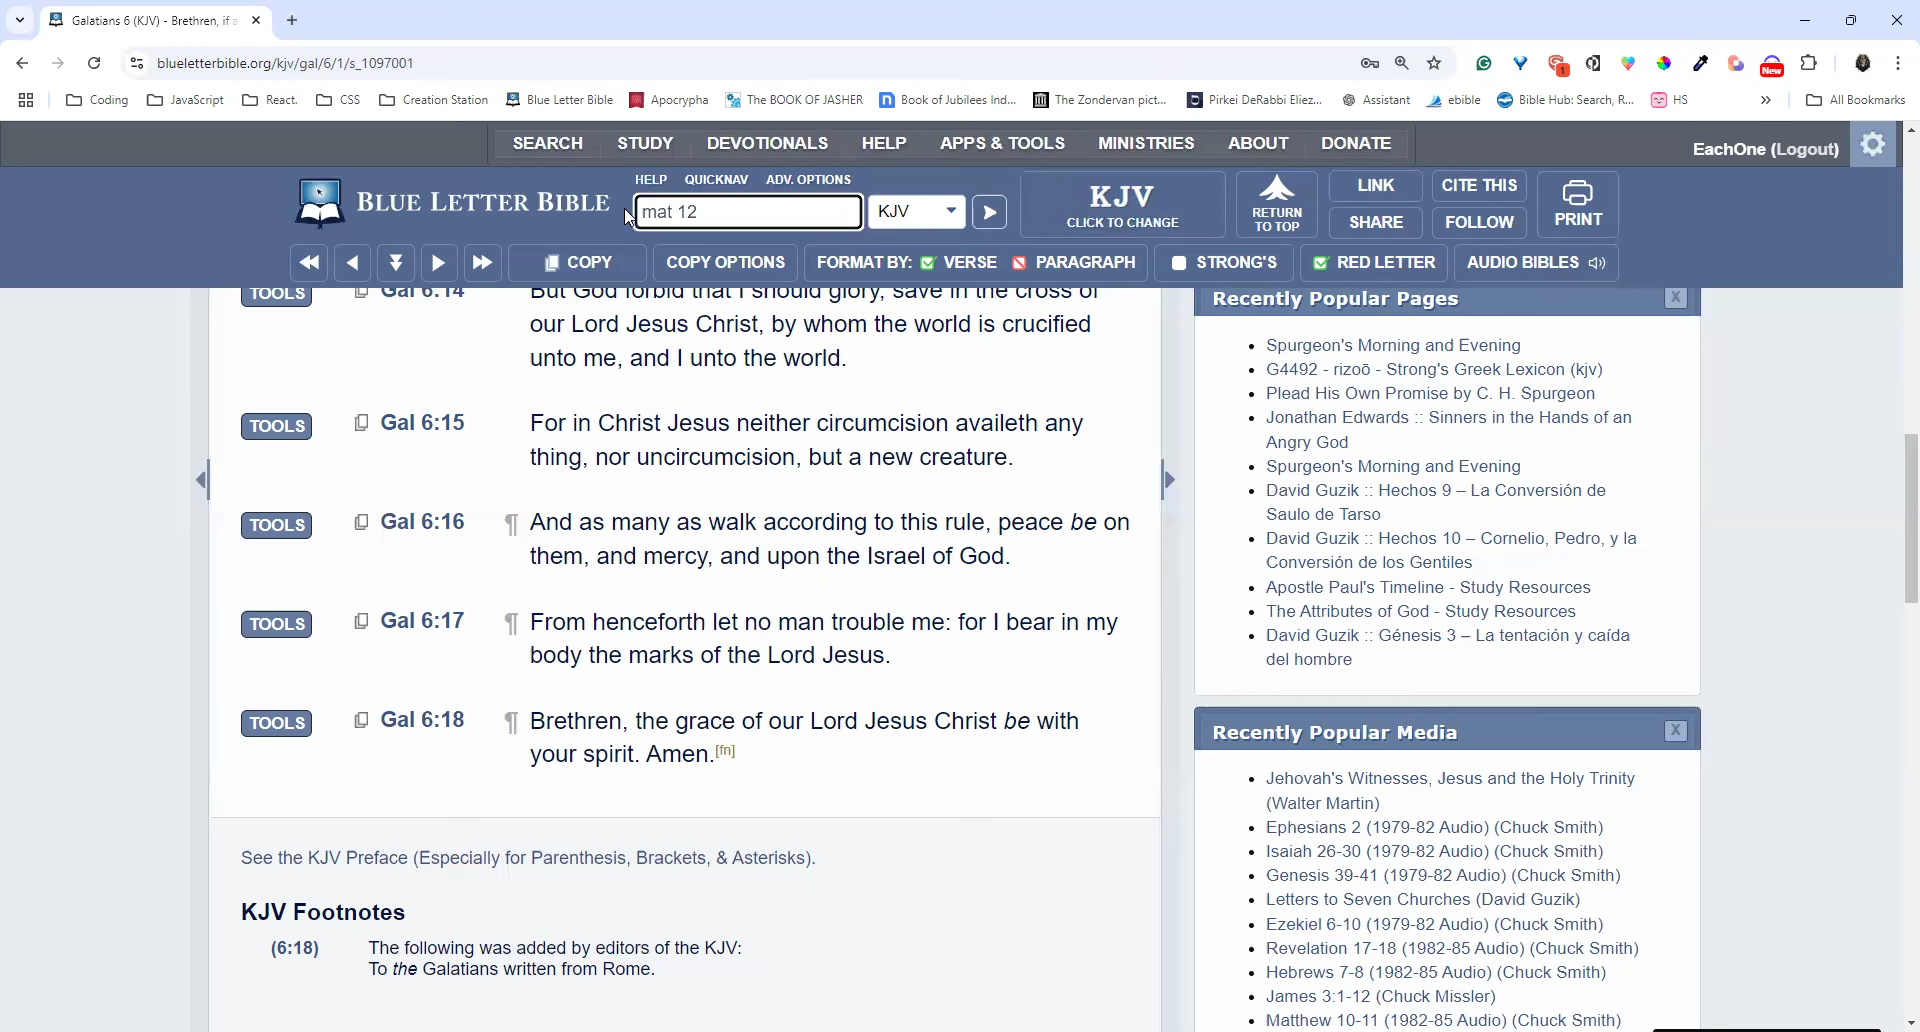 Galatians 6 (KJV) - Brethren, if a
blueletterbible.org/kjv/gal/6/1/s_1097001
1
New
Coding
JavaScript
React.
CSS
Creation Station
Blue Letter Bible
Apocrypha
The BOOK OF JASHER
Book of Jubilees Ind...
The Zondervan pict...
Pirkei DeRabbi Eliez...
Assistant
ebible
Bible Hub: Search, R...
HS
All Bookmarks
SEARCH
STUDY
DEVOTIONALS
HELP
APPS & TOOLS
MINISTRIES
ABOUT
DONATE
EachOne (Logout)
BLUE LETTER BIBLE
HELP
QUICKNAV
ADV. OPTIONS
mat 12
KJV
KJV
CLICK TO CHANGE
RETURN
TO TOP
LINK
CITE THIS
SHARE
FOLLOW
PRINT
COPY
COPY OPTIONS
FORMAT BY:
VERSE
PARAGRAPH
STRONG'S
RED LETTER
AUDIO BIBLES
TOOLS
Gal 6:14
But God forbid that I should glory, save in the cross of
our Lord Jesus Christ, by whom the world is crucified
unto me, and I unto the world.
TOOLS
Gal 6:15
For in Christ Jesus neither circumcision availeth any
thing, nor uncircumcision, but a new creature.
TOOLS
Gal 6:16
¶ And as many as walk according to this rule, peace be on
them, and mercy, and upon the Israel of God.
TOOLS
Gal 6:17
¶ From henceforth let no man trouble me: for I bear in my
body the marks of the Lord Jesus.
TOOLS
Gal 6:18
¶ Brethren, the grace of our Lord Jesus Christ be with
your spirit. Amen.[fn]
See the KJV Preface (Especially for Parenthesis, Brackets, & Asterisks).
KJV Footnotes
(6:18)
The following was added by editors of the KJV:
To the Galatians written from Rome.
Recently Popular Pages
X
• Spurgeon's Morning and Evening
• G4492 - rizoō - Strong's Greek Lexicon (kjv)
• Plead His Own Promise by C. H. Spurgeon
• Jonathan Edwards :: Sinners in the Hands of an
Angry God
• Spurgeon's Morning and Evening
• David Guzik :: Hechos 9 – La Conversión de
Saulo de Tarso
• David Guzik :: Hechos 10 – Cornelio, Pedro, y la
Conversión de los Gentiles
• Apostle Paul's Timeline - Study Resources
• The Attributes of God - Study Resources
• David Guzik :: Génesis 3 – La tentación y caída
del hombre
Recently Popular Media
X
• Jehovah's Witnesses, Jesus and the Holy Trinity
(Walter Martin)
• Ephesians 2 (1979-82 Audio) (Chuck Smith)
• Isaiah 26-30 (1979-82 Audio) (Chuck Smith)
• Genesis 39-41 (1979-82 Audio) (Chuck Smith)
• Letters to Seven Churches (David Guzik)
• Ezekiel 6-10 (1979-82 Audio) (Chuck Smith)
• Revelation 17-18 (1982-85 Audio) (Chuck Smith)
• Hebrews 7-8 (1982-85 Audio) (Chuck Smith)
• James 3:1-12 (Chuck Missler)
• Matthew 10-11 (1982-85 Audio) (Chuck Smith)